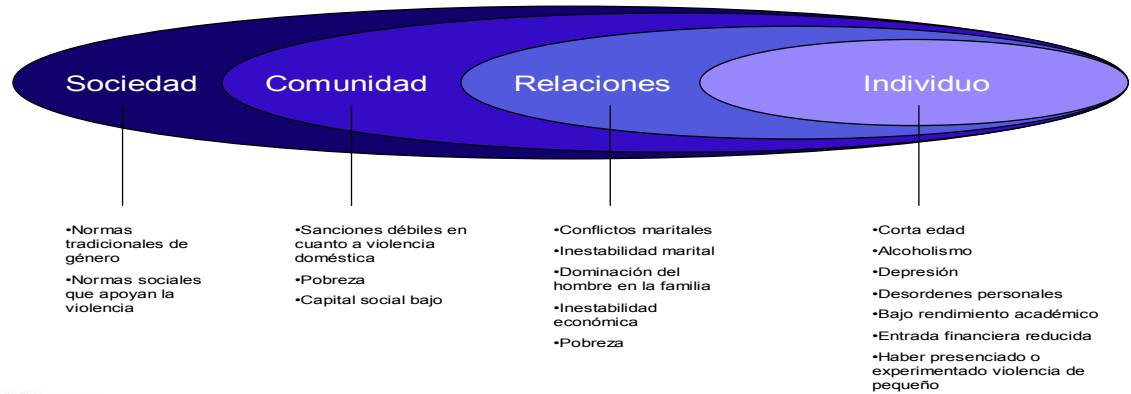 Sociedad
Comunidad
Relaciones
Individuo
•Normas
tradicionales de
género
•Normas sociales
que apoyan la
violencia
•Sanciones débiles en
cuanto a violencia
doméstica
•Pobreza
•Capital social bajo
•Conflictos maritales
•Inestabilidad marital
•Dominación del
hombre en la familia
•Inestabilidad
económica
•Pobreza
•Corta edad
•Alcoholismo
•Depresión
•Desordenes personales
•Bajo rendimiento académico
•Entrada financiera reducida
•Haber presenciado o
experimentado violencia de
pequeño